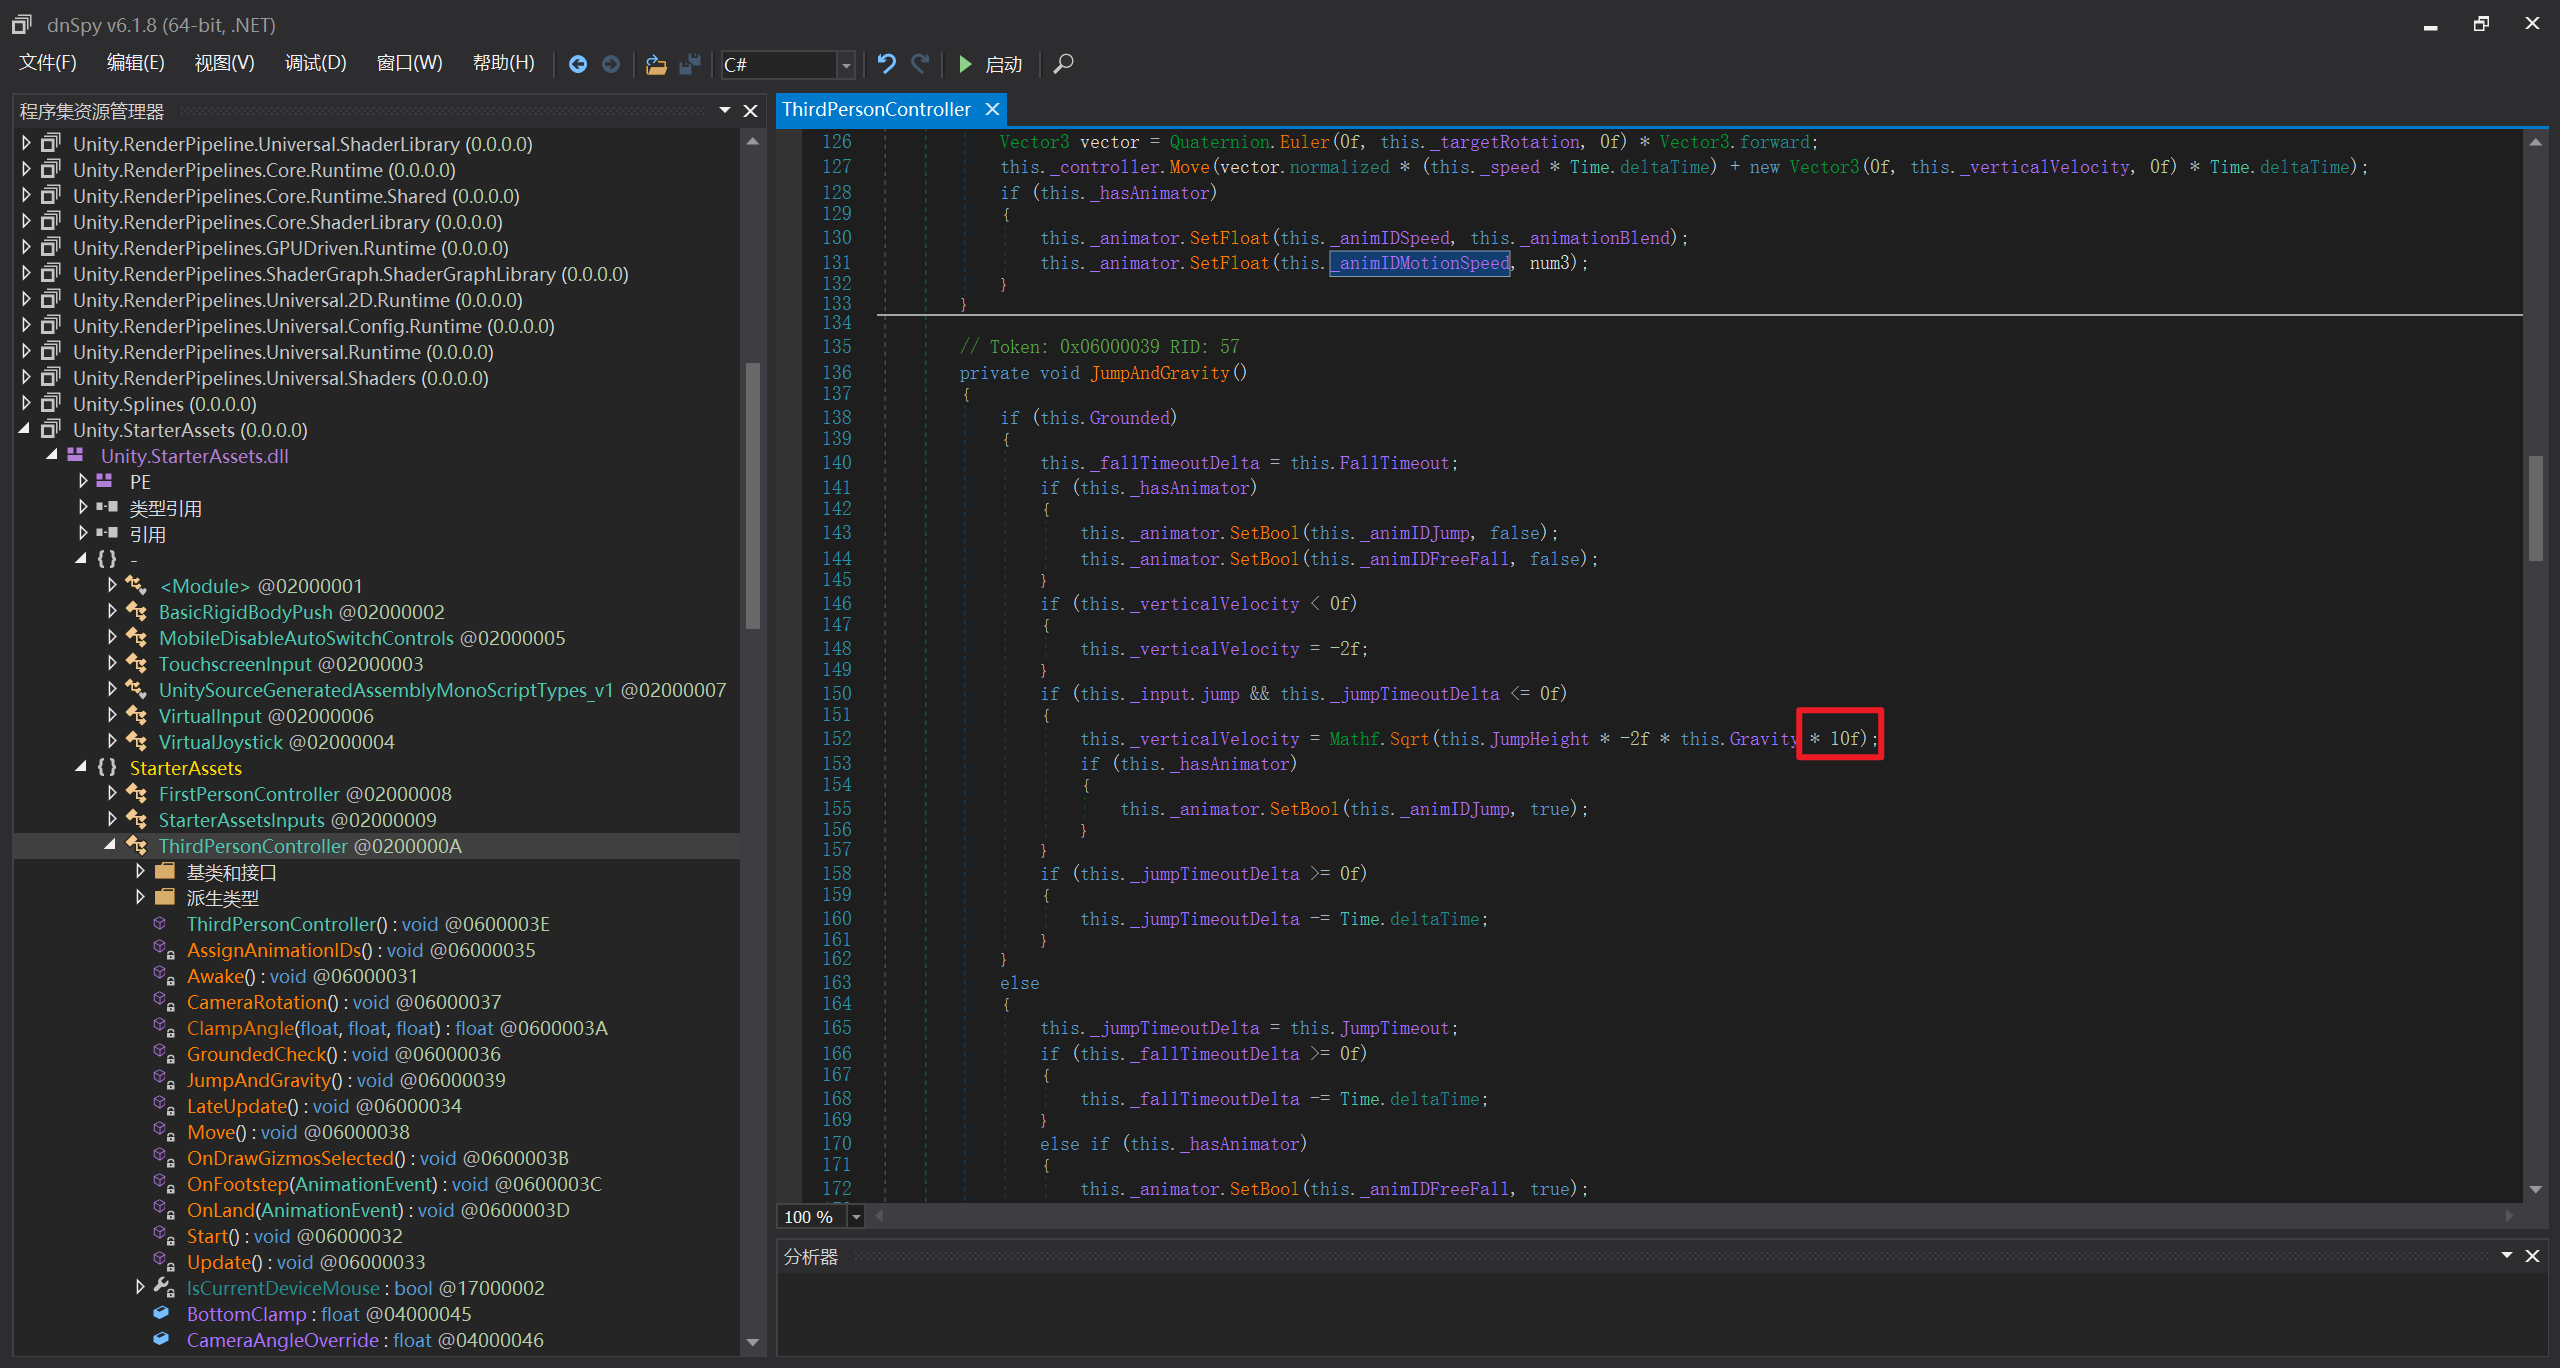 dnSpy v6.1.8 (64-bit, .NET)
文件(F) 编辑(E) 视图(V) 调试(D) 窗口(W) 帮助(H) C# 启动
程序集资源管理器
Unity.RenderPipeline.Universal.ShaderLibrary (0.0.0.0)
Unity.RenderPipelines.Core.Runtime (0.0.0.0)
Unity.RenderPipelines.Core.Runtime.Shared (0.0.0.0)
Unity.RenderPipelines.Core.ShaderLibrary (0.0.0.0)
Unity.RenderPipelines.GPUDriven.Runtime (0.0.0.0)
Unity.RenderPipelines.ShaderGraph.ShaderGraphLibrary (0.0.0.0)
Unity.RenderPipelines.Universal.2D.Runtime (0.0.0.0)
Unity.RenderPipelines.Universal.Config.Runtime (0.0.0.0)
Unity.RenderPipelines.Universal.Runtime (0.0.0.0)
Unity.RenderPipelines.Universal.Shaders (0.0.0.0)
Unity.Splines (0.0.0.0)
Unity.StarterAssets (0.0.0.0)
Unity.StarterAssets.dll
PE
类型引用
引用
{ } -
<Module> @02000001
BasicRigidBodyPush @02000002
MobileDisableAutoSwitchControls @02000005
TouchscreenInput @02000003
UnitySourceGeneratedAssemblyMonoScriptTypes_v1 @02000007
VirtualInput @02000006
VirtualJoystick @02000004
{ } StarterAssets
FirstPersonController @02000008
StarterAssetsInputs @02000009
ThirdPersonController @0200000A
基类和接口
派生类型
ThirdPersonController() : void @0600003E
AssignAnimationIDs() : void @06000035
Awake() : void @06000031
CameraRotation() : void @06000037
ClampAngle(float, float, float) : float @0600003A
GroundedCheck() : void @06000036
JumpAndGravity() : void @06000039
LateUpdate() : void @06000034
Move() : void @06000038
OnDrawGizmosSelected() : void @0600003B
OnFootstep(AnimationEvent) : void @0600003C
OnLand(AnimationEvent) : void @0600003D
Start() : void @06000032
Update() : void @06000033
IsCurrentDeviceMouse : bool @17000002
BottomClamp : float @04000045
CameraAngleOverride : float @04000046
ThirdPersonController
126 Vector3 vector = Quaternion.Euler(0f, this._targetRotation, 0f) * Vector3.forward;
127 this._controller.Move(vector.normalized * (this._speed * Time.deltaTime) + new Vector3(0f, this._verticalVelocity, 0f) * Time.deltaTime);
128 if (this._hasAnimator)
129 {
130 this._animator.SetFloat(this._animIDSpeed, this._animationBlend);
131 this._animator.SetFloat(this._animIDMotionSpeed, num3);
132 }
133 }
134
135 // Token: 0x06000039 RID: 57
136 private void JumpAndGravity()
137 {
138 if (this.Grounded)
139 {
140 this._fallTimeoutDelta = this.FallTimeout;
141 if (this._hasAnimator)
142 {
143 this._animator.SetBool(this._animIDJump, false);
144 this._animator.SetBool(this._animIDFreeFall, false);
145 }
146 if (this._verticalVelocity < 0f)
147 {
148 this._verticalVelocity = -2f;
149 }
150 if (this._input.jump && this._jumpTimeoutDelta <= 0f)
151 {
152 this._verticalVelocity = Mathf.Sqrt(this.JumpHeight * -2f * this.Gravity * 10f);
153 if (this._hasAnimator)
154 {
155 this._animator.SetBool(this._animIDJump, true);
156 }
157 }
158 if (this._jumpTimeoutDelta >= 0f)
159 {
160 this._jumpTimeoutDelta -= Time.deltaTime;
161 }
162 }
163 else
164 {
165 this._jumpTimeoutDelta = this.JumpTimeout;
166 if (this._fallTimeoutDelta >= 0f)
167 {
168 this._fallTimeoutDelta -= Time.deltaTime;
169 }
170 else if (this._hasAnimator)
171 {
172 this._animator.SetBool(this._animIDFreeFall, true);
100 %
分析器